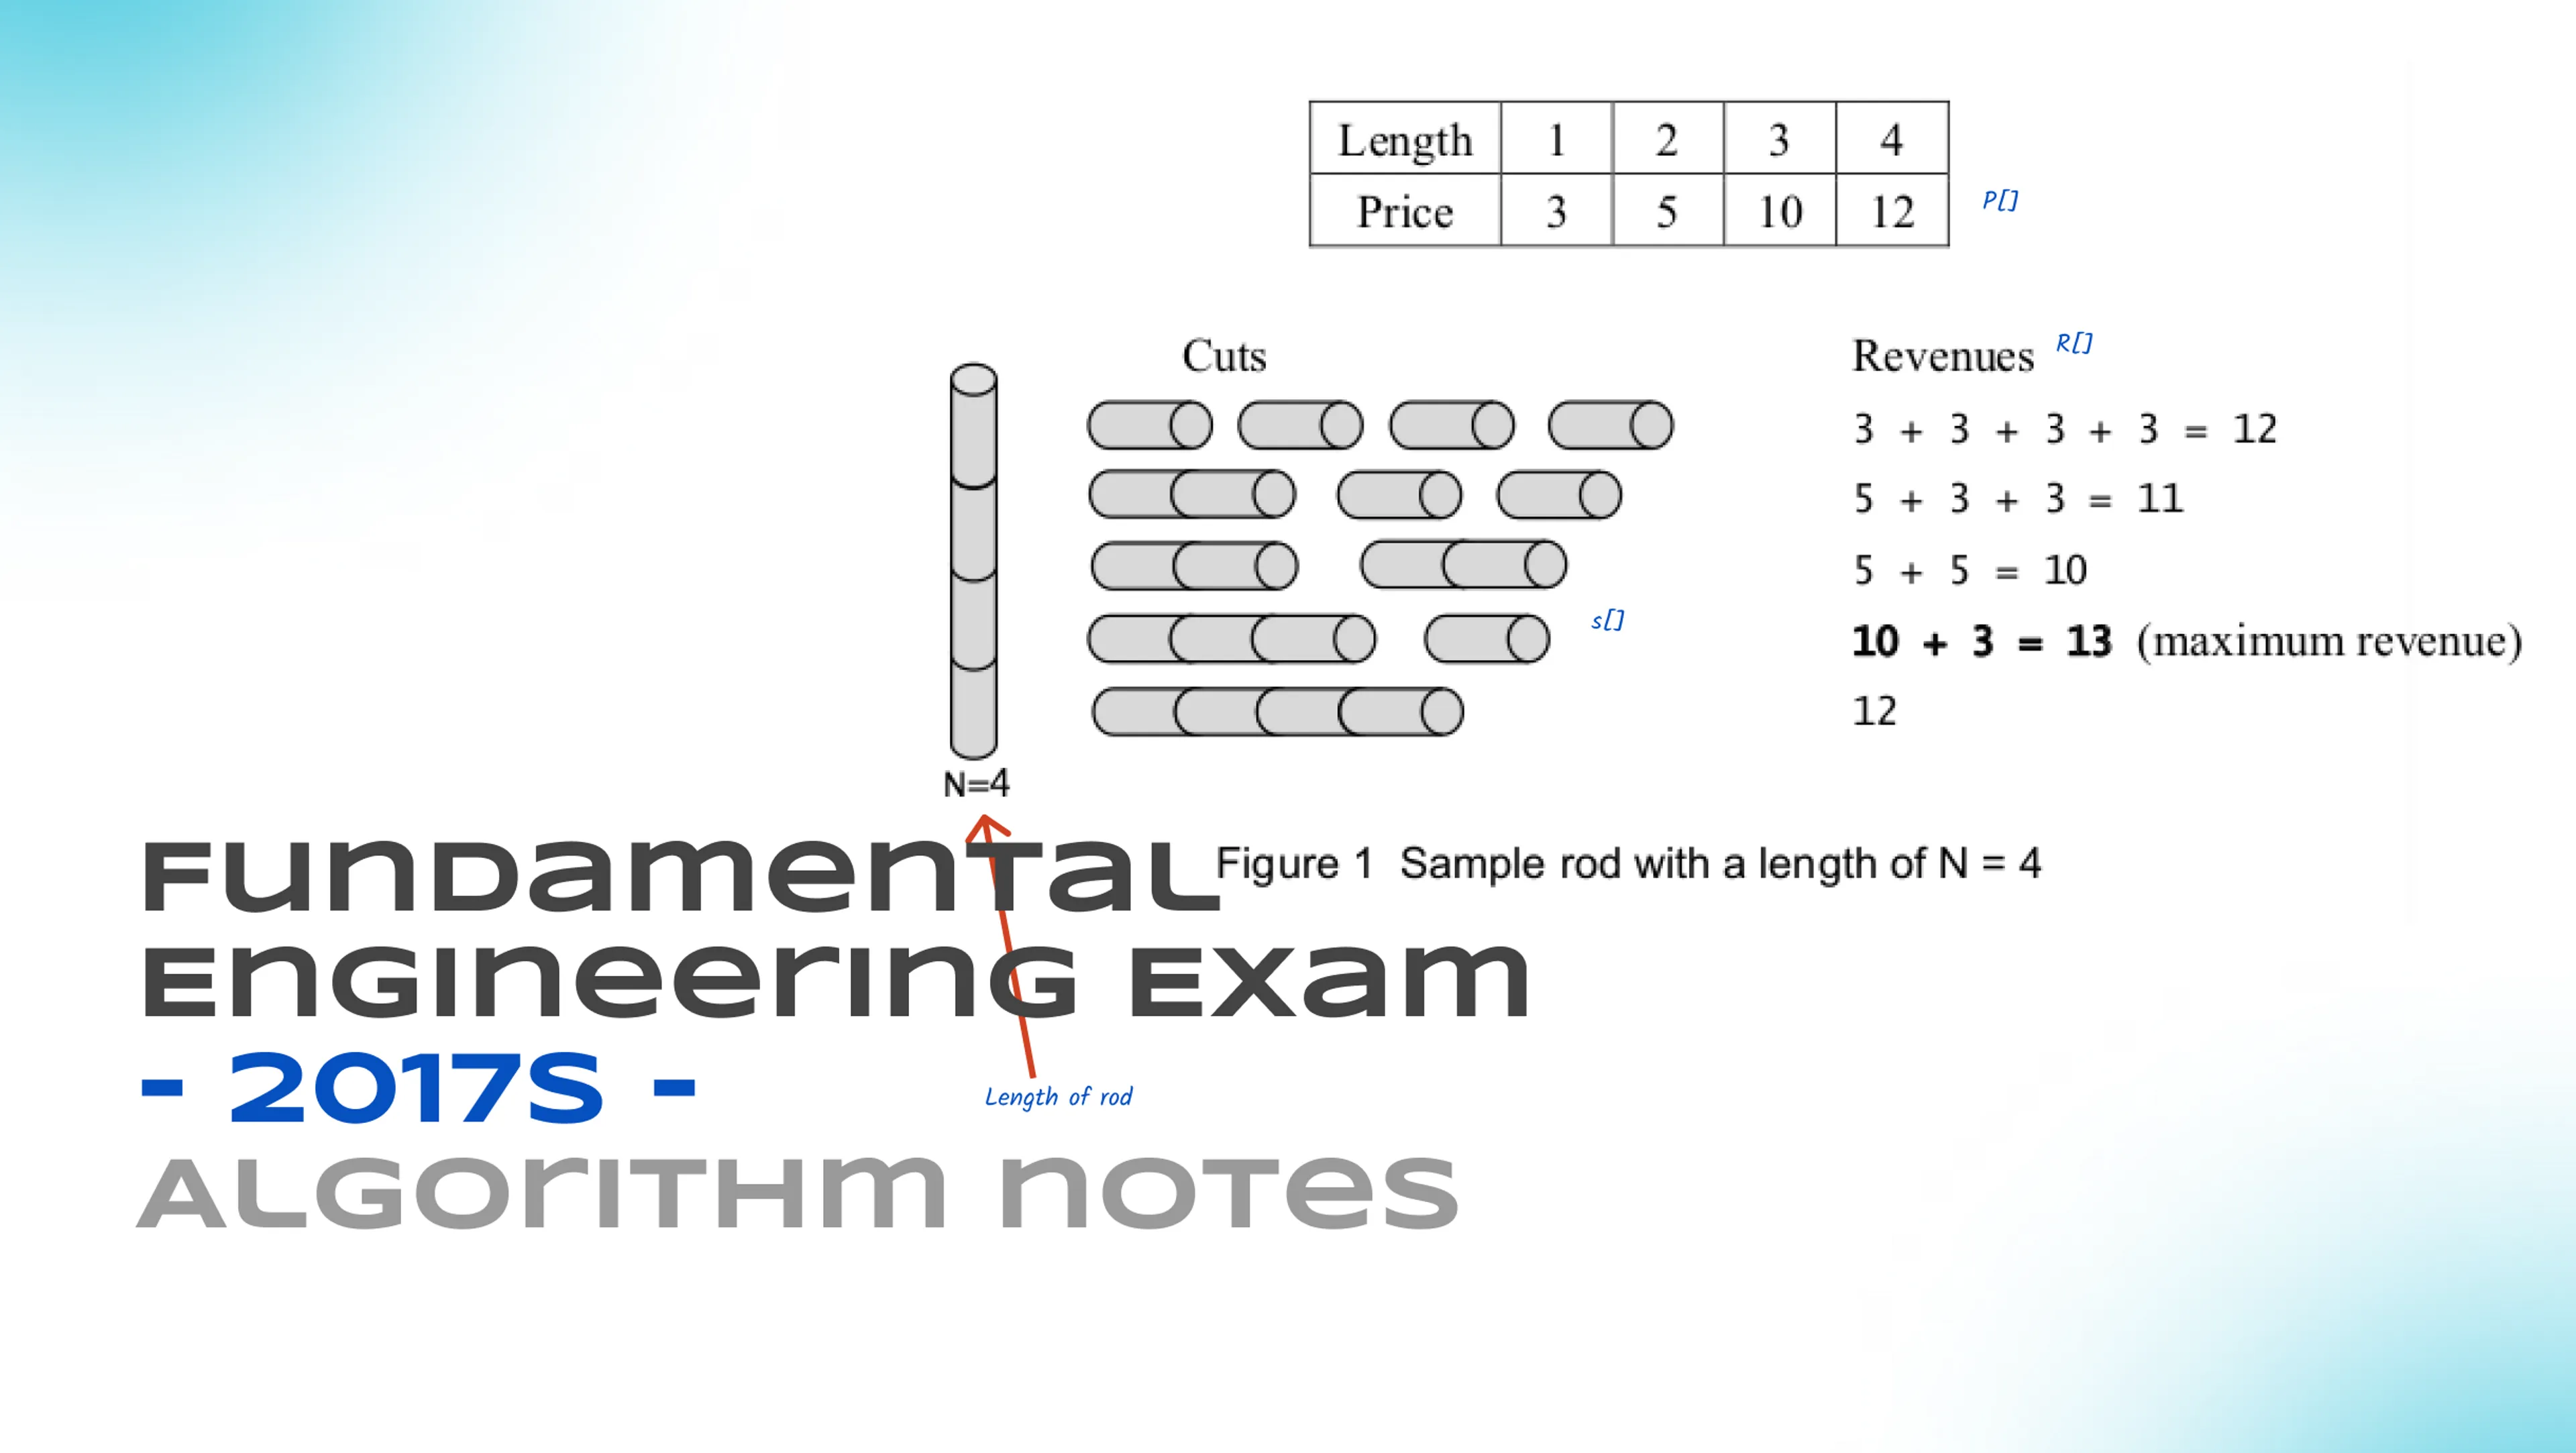 Length 1 2 3 4
Price 3 5 10 12 P[]
Cuts
Revenues R[]
3 + 3 + 3 + 3 = 12
5 + 3 + 3 = 11
5 + 5 = 10
s[]
10 + 3 = 13 (maximum revenue)
12
N=4
Figure 1 Sample rod with a length of N = 4
Fundamental
Engineering Exam
- 2017S -
Length of rod
Algorithm notes